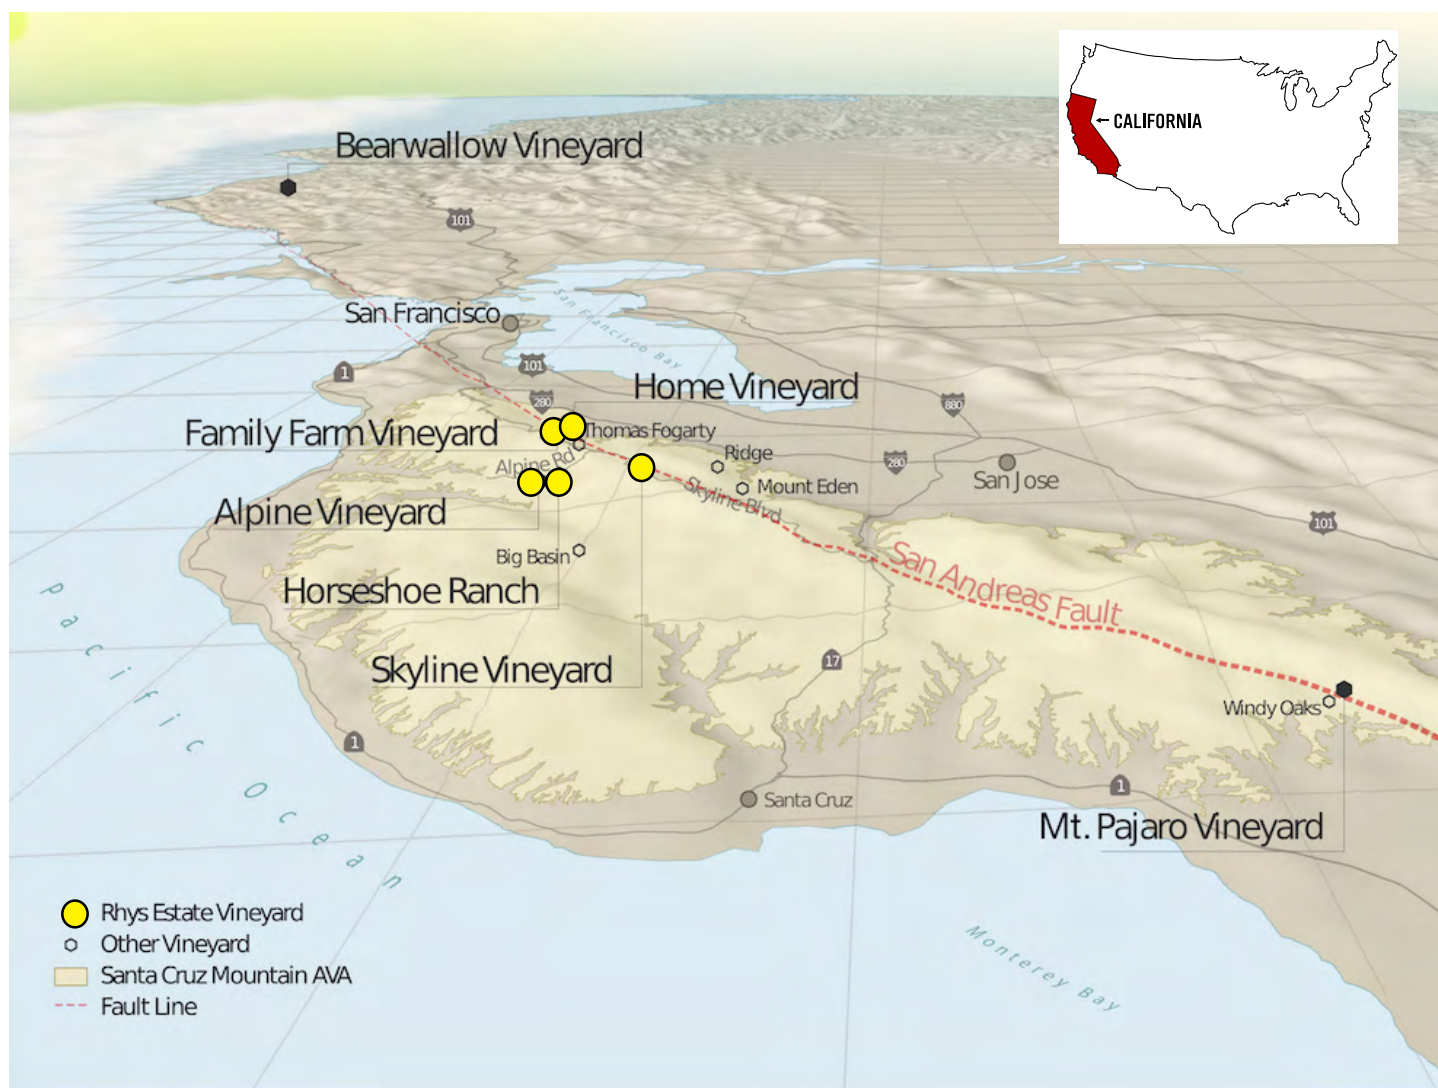 CALIFORNIA
Bearwallow Vineyard
101
San Francisco
San Francisco Bay
1
101
Home Vineyard
280
880
Family Farm Vineyard
Thomas Fogarty
Ridge
280
San Jose
Alpine Rd
Mount Eden
Skyline Blvd
Alpine Vineyard
101
Big Basin
San Andreas Fault
Horseshoe Ranch
Pacific Ocean
Skyline Vineyard
17
Windy Oaks
1
1
Santa Cruz
Mt. Pajaro Vineyard
Rhys Estate Vineyard
Other Vineyard
Santa Cruz Mountain AVA
Fault Line
Monterey Bay